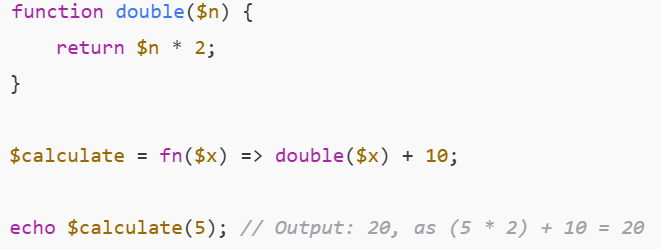 function double($n) {
    return $n * 2;
}
$calculate = fn($x) => double($x) + 10;
echo $calculate(5); // Output: 20, as (5 * 2) + 10 = 20